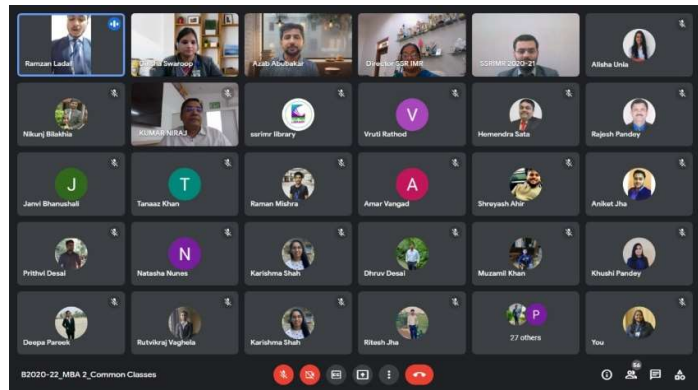 Ramzan Ladaf
Swaroop
Azab Abubakar
Director SSR IMR
SSRIMR 2020-21
Alisha Unia
Nikunj Bilakhia
KUMAR NIRAJ
ssrimr library
V
Vruti Rathod
Hemendra Sata
Rajesh Pandey
J
Janvi Bhanushali
T
Tanaaz Khan
Raman Mishra
A
Amar Vangad
Shreyash Ahir
Aniket Jha
Prithvi Desai
N
Natasha Nunes
Karishma Shah
Dhruv Desai
Muzamil Khan
Khushi Pandey
Deepa Pareek
Rutvikraj Vaghela
Karishma Shah
Ritesh Jha
P
27 others
You
B2020-22_MBA 2_Common Classes
56